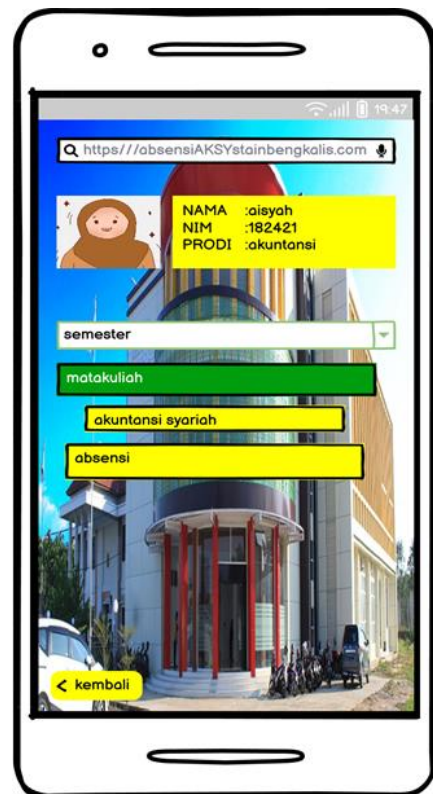 19:47
https///absensiAKSYstainbengkalis.com
NAMA :aisyah
NIM :182421
PRODI :akuntansi
semester
matakuliah
akuntansi syariah
absensi
< kembali